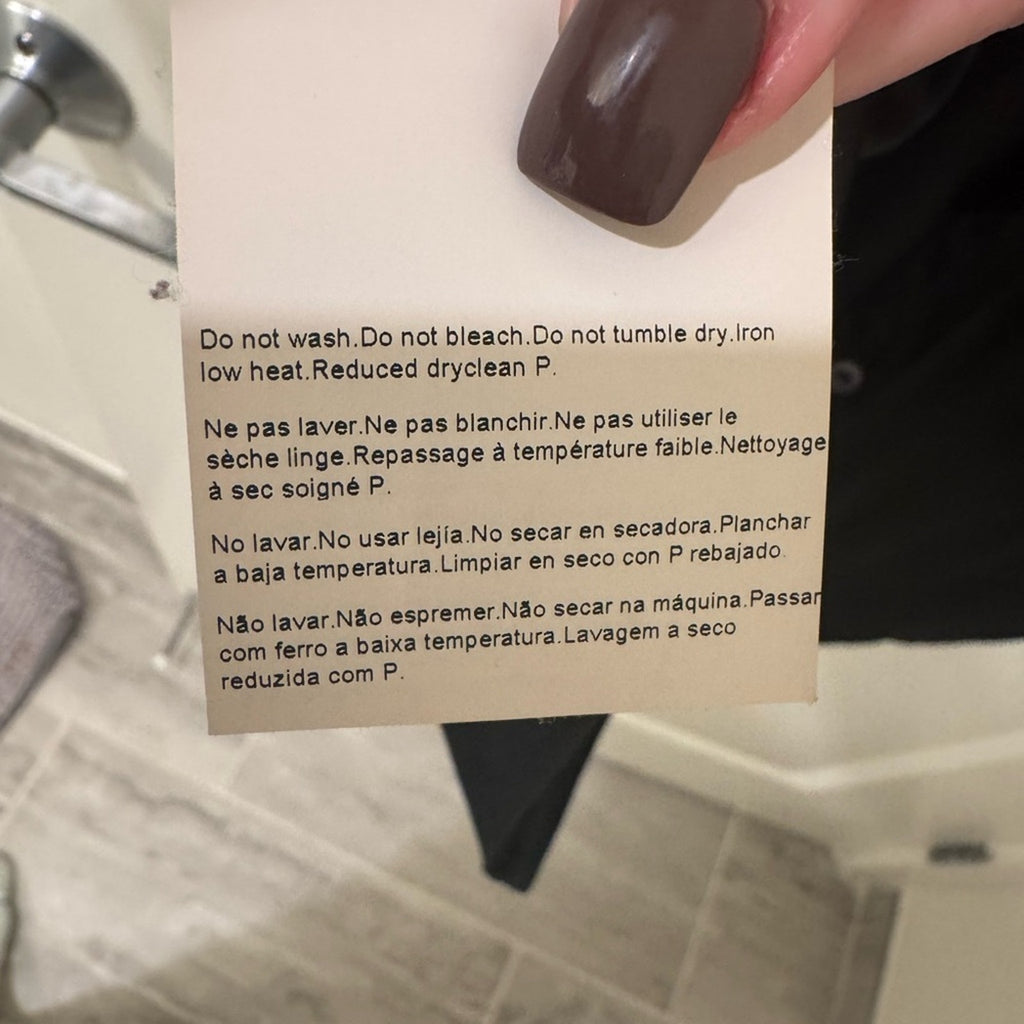 Do not wash.Do not bleach.Do not tumble dry.Iron
low heat.Reduced dryclean P.
Ne pas laver.Ne pas blanchir.Ne pas utiliser le
sèche linge.Repassage à température faible.Nettoyage
à sec soigné P.
No lavar.No usar lejía.No secar en secadora.Planchar
a baja temperatura.Limpiar en seco con P rebajado.
Não lavar.Não espremer.Não secar na máquina.Passar
com ferro a baixa temperatura.Lavagem a seco
reduzida com P.